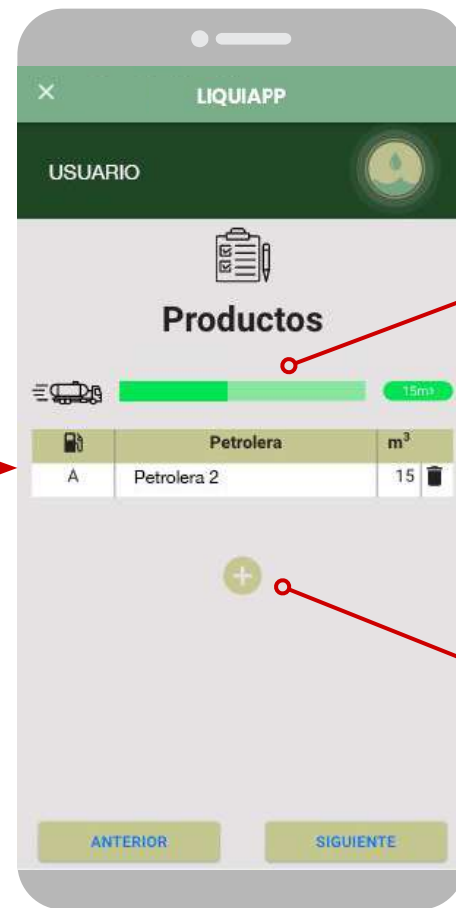 LIQUIAPP
USUARIO
Productos
15m³
Petrolera m³
A Petrolera 2 15
ANTERIOR SIGUIENTE